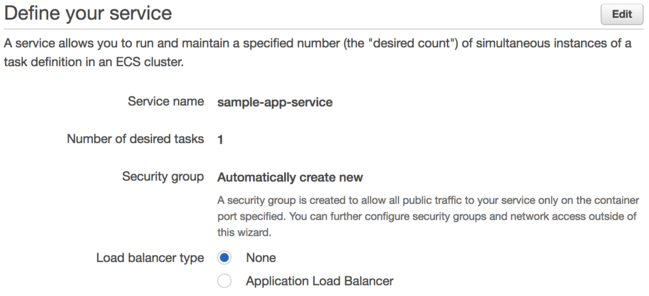 Define your service
Edit
A service allows you to run and maintain a specified number (the "desired count") of simultaneous instances of a
task definition in an ECS cluster.
Service name sample-app-service
Number of desired tasks 1
Security group Automatically create new
A security group is created to allow all public traffic to your service only on the container
port specified. You can further configure security groups and network access outside of
this wizard.
Load balancer type None
Application Load Balancer